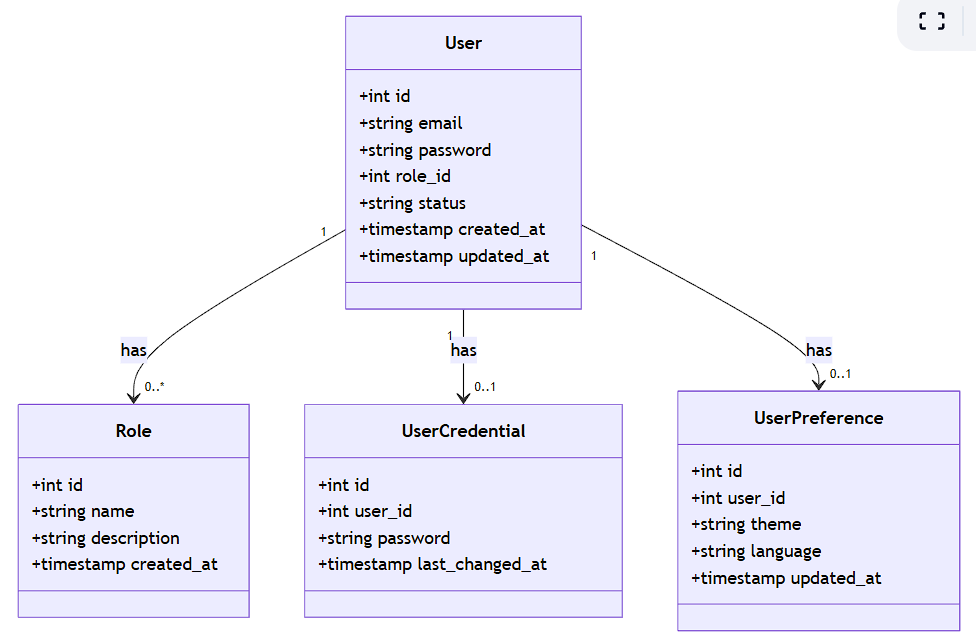 User
+int id
+string email
+string password
+int role_id
+string status
+timestamp created_at
+timestamp updated_at
1
1
1
has
has
has
0..*
0..1
0..1
Role
+int id
+string name
+string description
+timestamp created_at
UserCredential
+int id
+int user_id
+string password
+timestamp last_changed_at
UserPreference
+int id
+int user_id
+string theme
+string language
+timestamp updated_at